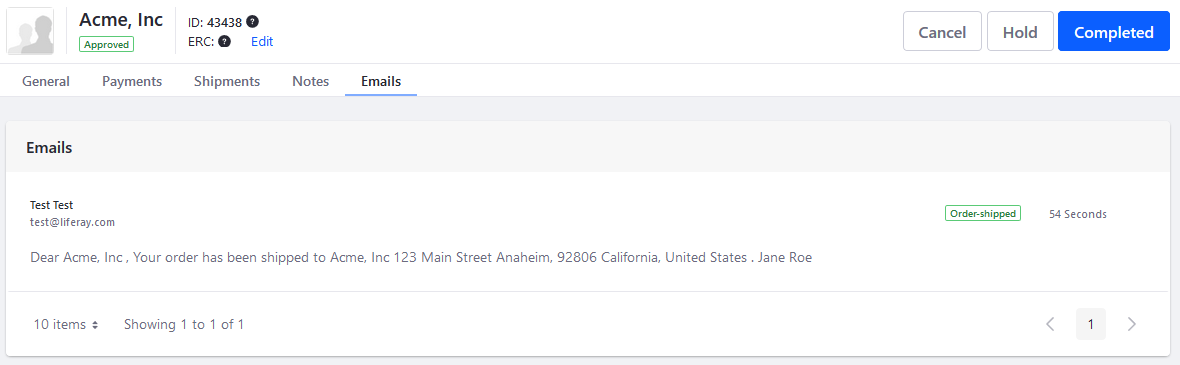 Acme, Inc
Approved
ID: 43438 ?
ERC: ? Edit
Cancel
Hold
Completed
General
Payments
Shipments
Notes
Emails
Emails
Test Test
test@liferay.com
Order-shipped
54 Seconds
Dear Acme, Inc , Your order has been shipped to Acme, Inc 123 Main Street Anaheim, 92806 California, United States . Jane Roe
10 items
Showing 1 to 1 of 1
1